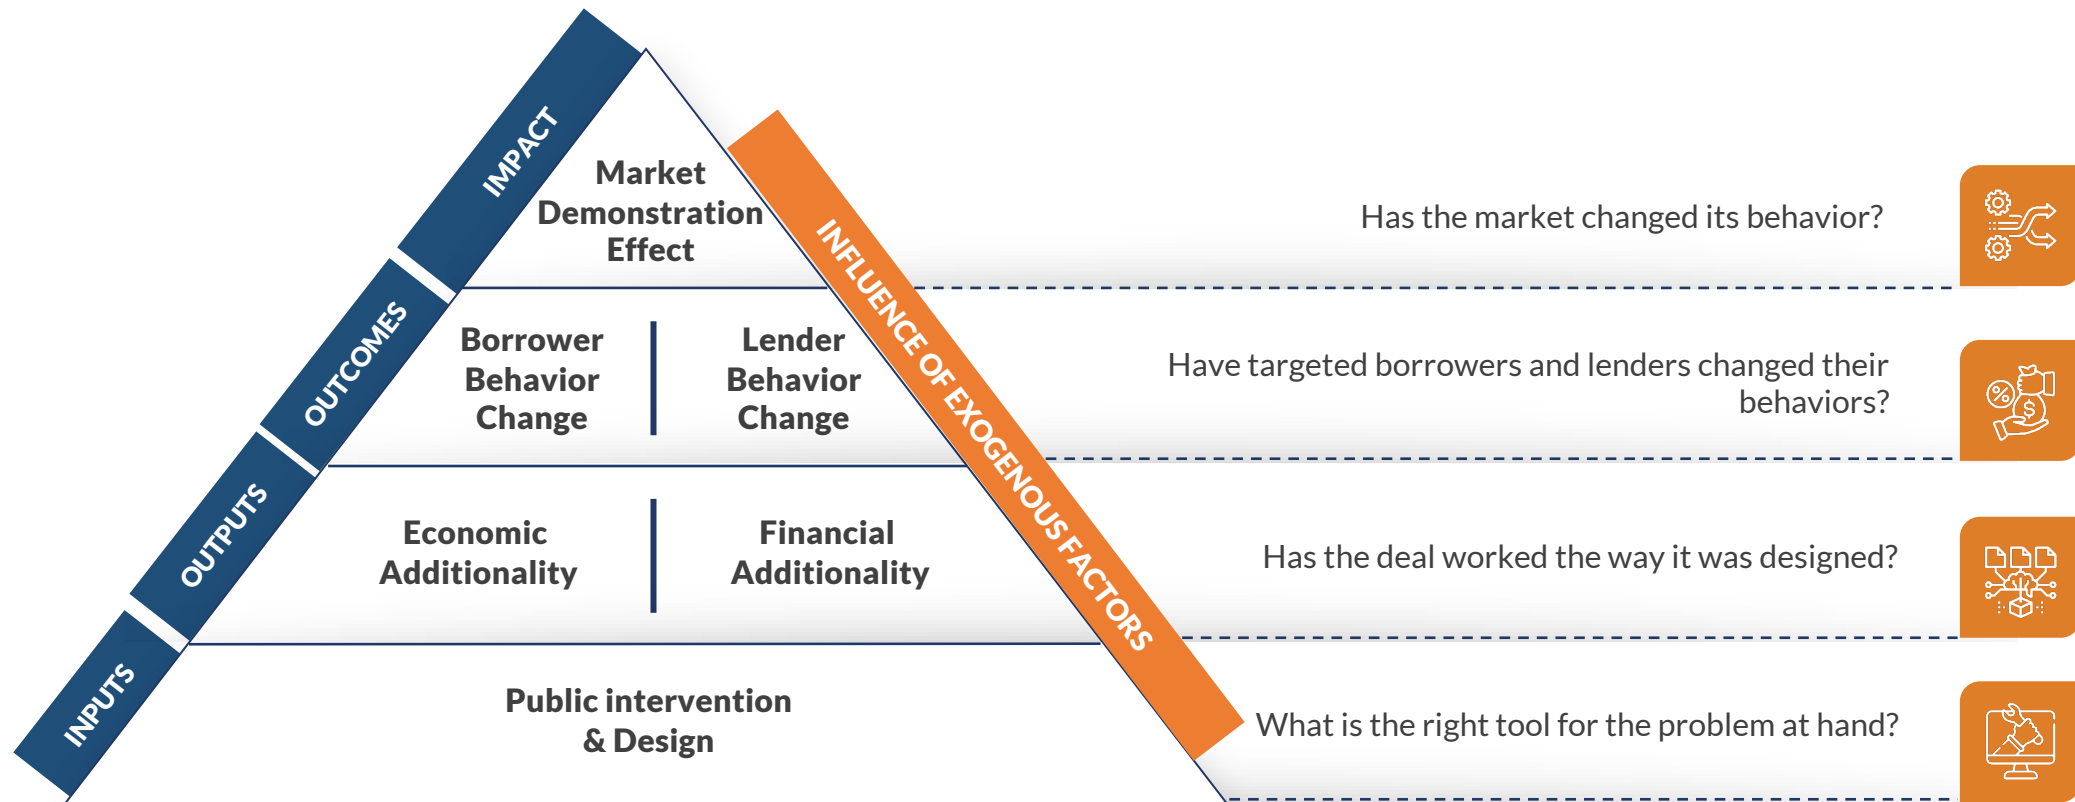 IMPACT
Market
Demonstration
Effect
Has the market changed its behavior?
OUTCOMES
Borrower
Behavior
Change
Lender
Behavior
Change
Have targeted borrowers and lenders changed their
behaviors?
OUTPUTS
Economic
Additionality
Financial
Additionality
Has the deal worked the way it was designed?
INPUTS
Public intervention
& Design
What is the right tool for the problem at hand?
INFLUENCE OF EXOGENOUS FACTORS
%
$